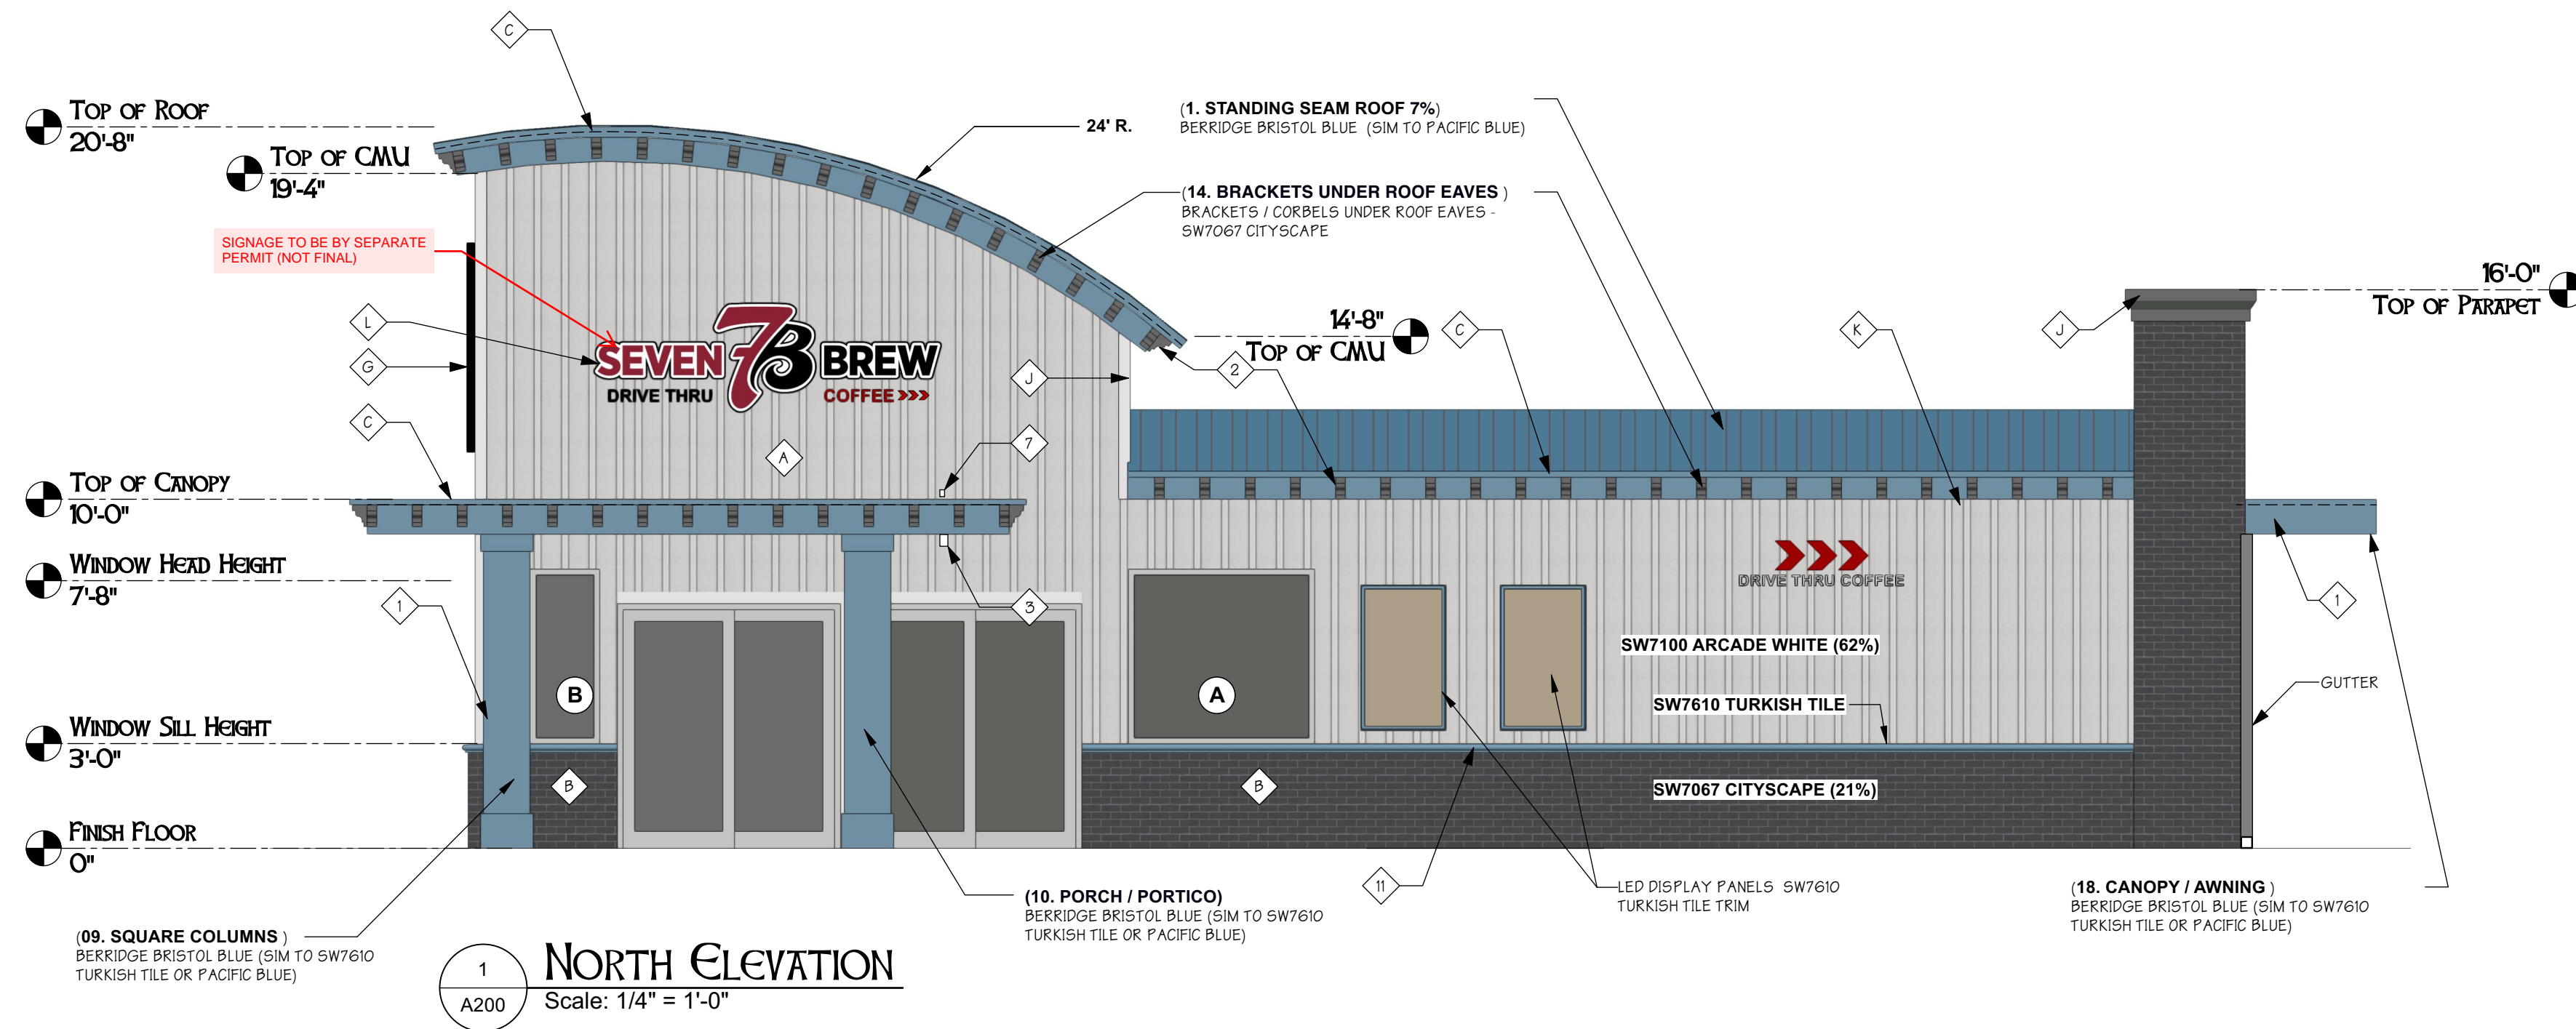 C
TOP OF ROOF
20'-8"
TOP OF CMU
19'-4"
24' R.
(1. STANDING SEAM ROOF 7%)
BERRIDGE BRISTOL BLUE (SIM TO PACIFIC BLUE)
(14. BRACKETS UNDER ROOF EAVES )
BRACKETS / CORBELS UNDER ROOF EAVES -
SW7067 CITYSCAPE
SIGNAGE TO BE BY SEPARATE
PERMIT (NOT FINAL)
16'-0"
TOP OF PARAPET
14'-8"
TOP OF CMU
L
G
C
J
2
C
K
J
SEVEN 7B BREW
DRIVE THRU
COFFEE
A
7
TOP OF CANOPY
10'-0"
WINDOW HEAD HEIGHT
7'-8"
1
3
DRIVE THRU COFFEE
1
SW7100 ARCADE WHITE (62%)
B
A
GUTTER
SW7610 TURKISH TILE
WINDOW SILL HEIGHT
3'-0"
B
B
SW7067 CITYSCAPE (21%)
FINISH FLOOR
0"
11
(10. PORCH / PORTICO)
BERRIDGE BRISTOL BLUE (SIM TO SW7610
TURKISH TILE OR PACIFIC BLUE)
LED DISPLAY PANELS SW7610
TURKISH TILE TRIM
(18. CANOPY / AWNING )
BERRIDGE BRISTOL BLUE (SIM TO SW7610
TURKISH TILE OR PACIFIC BLUE)
(09. SQUARE COLUMNS )
BERRIDGE BRISTOL BLUE (SIM TO SW7610
TURKISH TILE OR PACIFIC BLUE)
1
A200
NORTH ELEVATION
Scale: 1/4" = 1'-0"